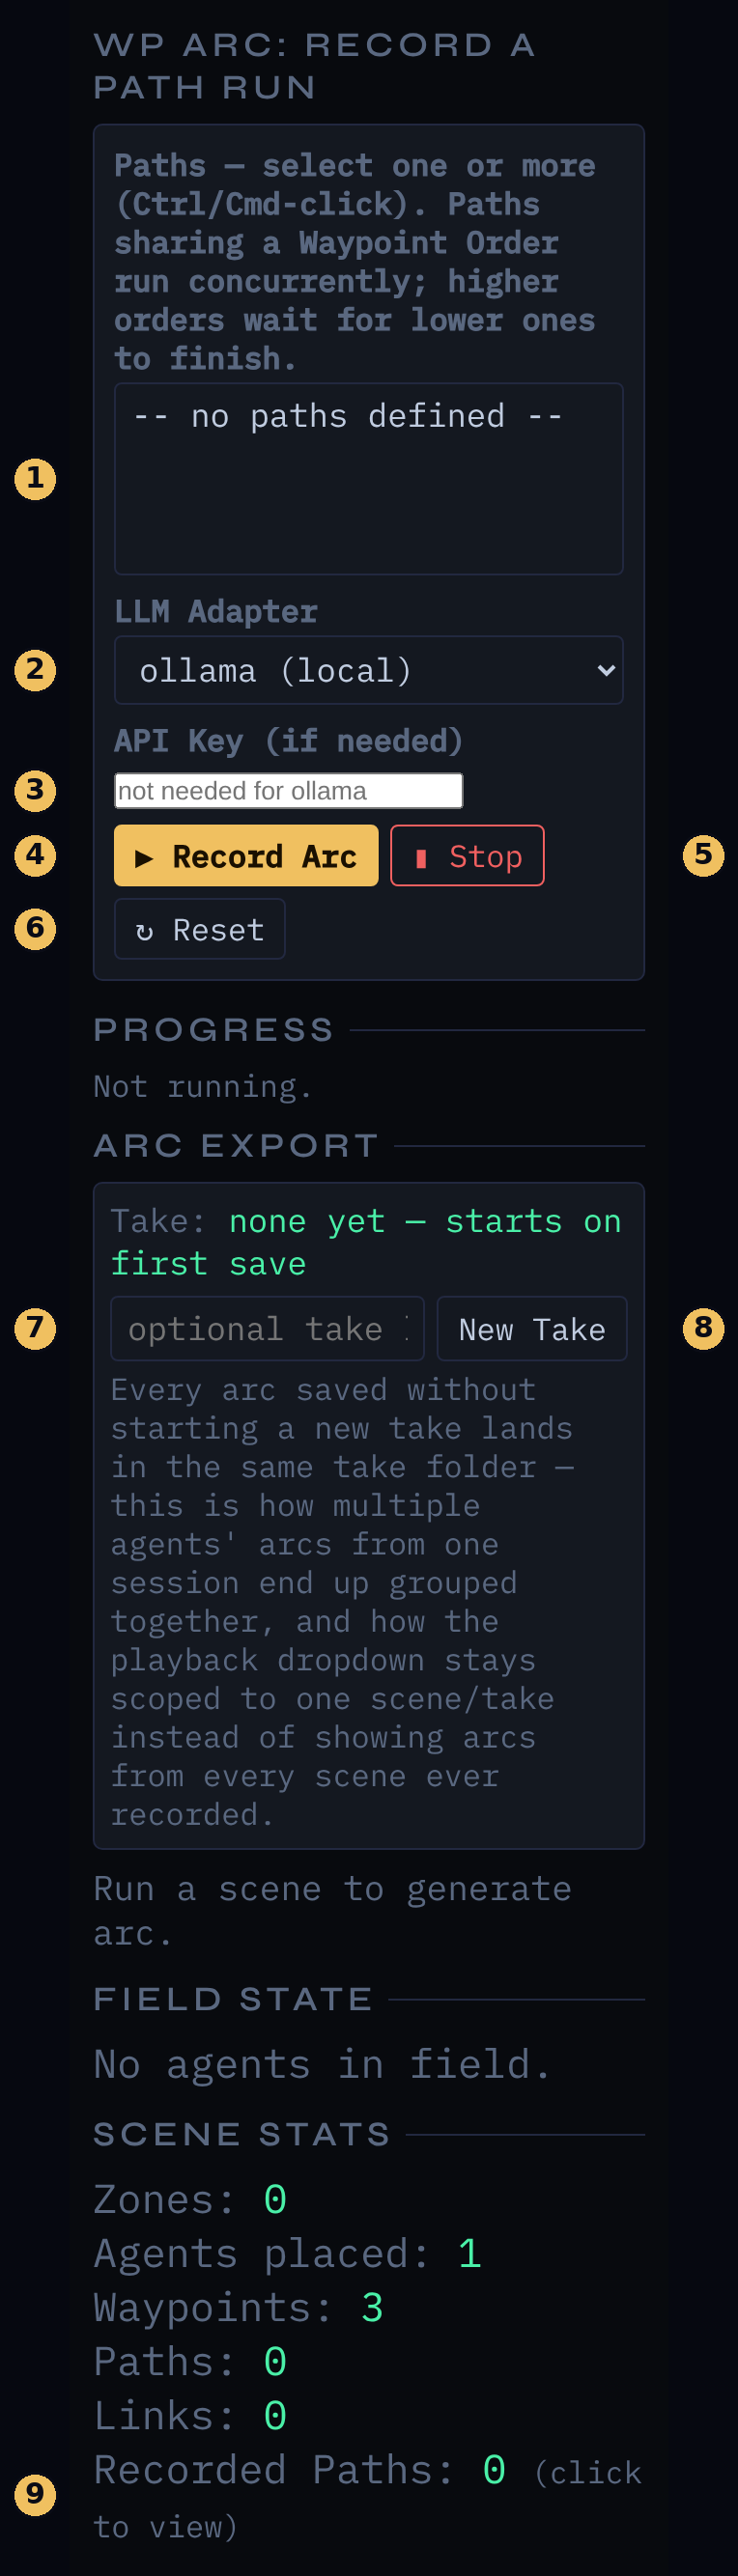 WP ARC: RECORD A
PATH RUN
Paths — select one or more
(Ctrl/Cmd-click). Paths
sharing a Waypoint Order
run concurrently; higher
orders wait for lower ones
to finish.
-- no paths defined --
1
LLM Adapter
2
ollama (local)
API Key (if needed)
3
not needed for ollama
4
▶ Record Arc
▮ Stop
5
6
↻ Reset
PROGRESS
Not running.
ARC EXPORT
Take: none yet — starts on
first save
7
optional take
New Take
8
Every arc saved without
starting a new take lands
in the same take folder —
this is how multiple
agents' arcs from one
session end up grouped
together, and how the
playback dropdown stays
scoped to one scene/take
instead of showing arcs
from every scene ever
recorded.
Run a scene to generate
arc.
FIELD STATE
No agents in field.
SCENE STATS
Zones: 0
Agents placed: 1
Waypoints: 3
Paths: 0
Links: 0
Recorded Paths: 0 (click
9
to view)